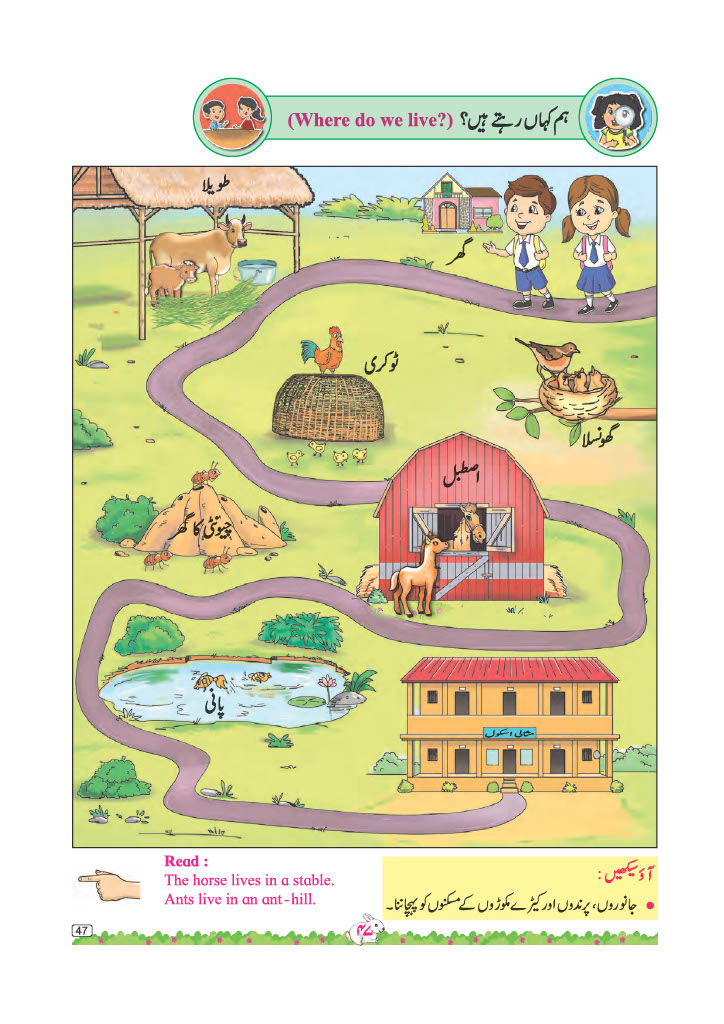 ہم کہاں رہتے ہیں؟ (Where do we live?)
طویلا
گھر
ٹوکری
گھونسلا
اصطبل
چیونٹی کا گھر
پانی
مثالی اسکول
Read :
The horse lives in a stable.
Ants live in an ant-hill.
آؤ سیکھیں :
● جانوروں، پرندوں اور کیڑے مکوڑوں کے مسکنوں کو پہچاننا۔
47
۴۷